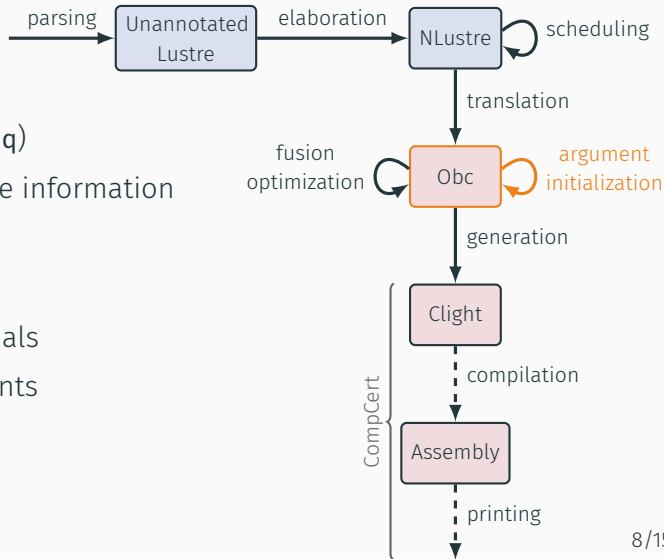 parsing
Unannotated
Lustre
elaboration
NLustre
scheduling
translation
q)
e information
fusion
optimization
Obc
argument
initialization
generation
als
nts
Clight
compilation
CompCert
Assembly
printing
8/15